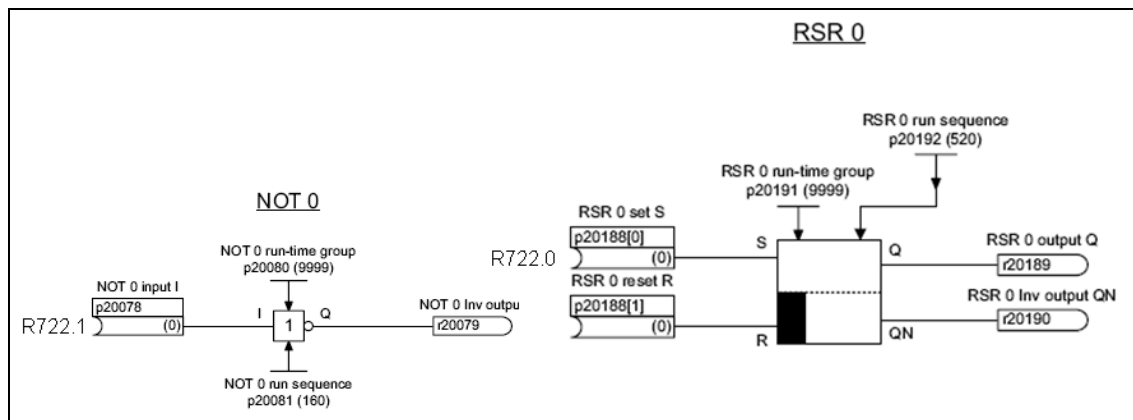 RSR 0
RSR 0 run sequence
p20192 (520)
RSR 0 run-time group
p20191 (9999)
NOT 0
RSR 0 set S
p20188[0]
(0)
S
Q
RSR 0 output Q
r20189
R722.0
NOT 0 run-time group
p20080 (9999)
RSR 0 reset R
p20188[1]
(0)
R
QN
RSR 0 Inv output QN
r20190
NOT 0 input I
p20078
(0)
R722.1
I
1
Q
NOT 0 Inv outpu
r20079
NOT 0 run sequence
p20081 (160)